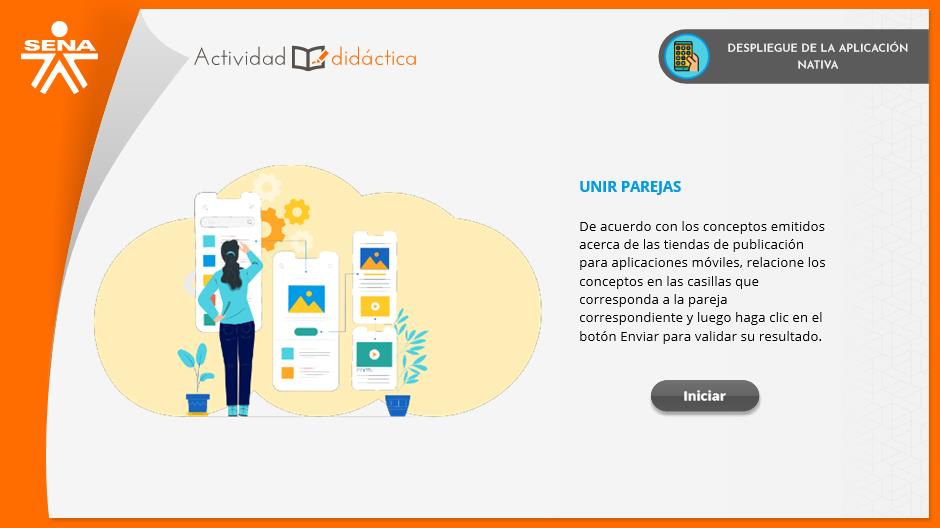 SENA
Actividad didáctica
DESPLIEGUE DE LA APLICACIÓN
NATIVA
UNIR PAREJAS
De acuerdo con los conceptos emitidos
acerca de las tiendas de publicación
para aplicaciones móviles, relacione los
conceptos en las casillas que
corresponda a la pareja
correspondiente y luego haga clic en el
botón Enviar para validar su resultado.
Iniciar